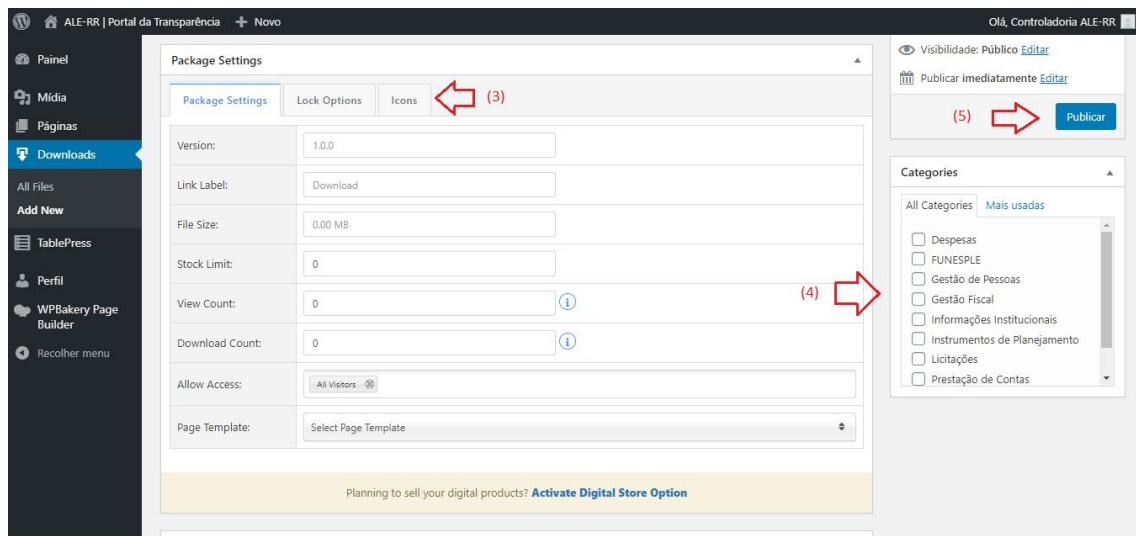 ALE-RR | Portal da Transparência + Novo
Olá, Controladoria ALE-RR
Painel
Mídia
Páginas
Downloads
All Files
Add New
TablePress
Perfil
WPBakery Page
Builder
Recolher menu
Package Settings
Package Settings Lock Options Icons (3)
Version: 1.0.0
Link Label: Download
File Size: 0.00 MB
Stock Limit: 0
View Count: 0
Download Count: 0
Allow Access: All Visitors
Page Template: Select Page Template
Planning to sell your digital products? Activate Digital Store Option
Visibilidade: Público Editar
Publicar imediatamente Editar
(5) Publicar
Categories
All Categories Mais usadas
(4)
Despesas
FUNESPLE
Gestão de Pessoas
Gestão Fiscal
Informações Institucionais
Instrumentos de Planejamento
Licitações
Prestação de Contas